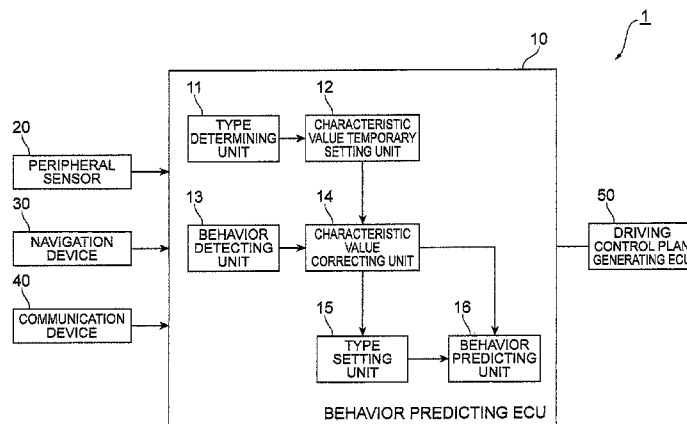 1
10
11
TYPE
DETERMINING
UNIT
12
CHARACTERISTIC
VALUE TEMPORARY
SETTING UNIT
20
PERIPHERAL
SENSOR
13
BEHAVIOR
DETECTING
UNIT
14
CHARACTERISTIC
VALUE
CORRECTING UNIT
30
NAVIGATION
DEVICE
50
DRIVING
CONTROL PLAN
GENERATING ECU
40
COMMUNICATION
DEVICE
15
TYPE
SETTING
UNIT
16
BEHAVIOR
PREDICTING
UNIT
BEHAVIOR PREDICTING ECU